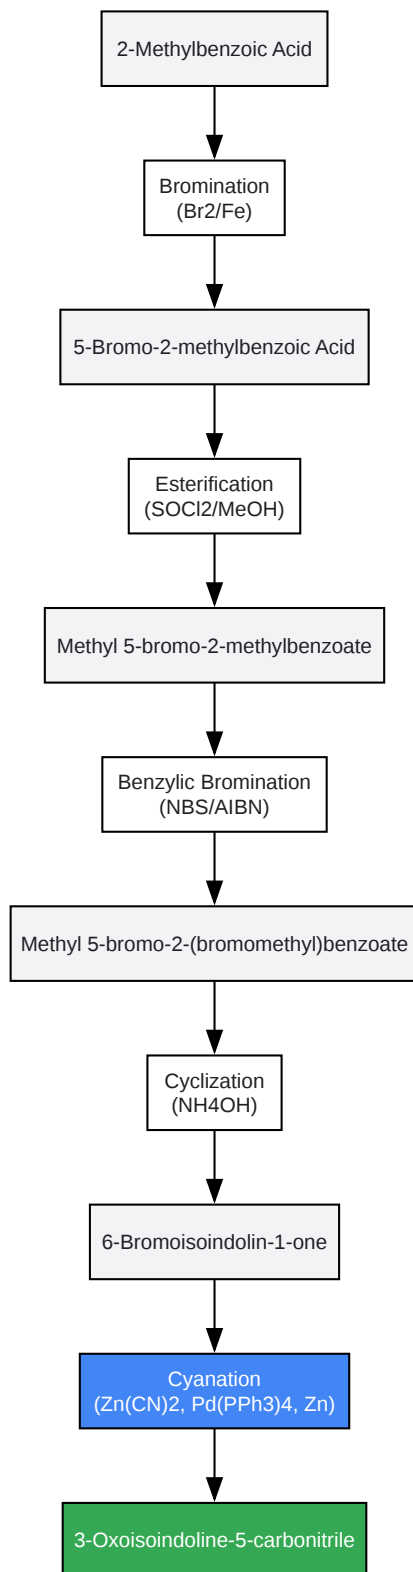 2-Methylbenzoic Acid
Bromination
(Br2/Fe)
5-Bromo-2-methylbenzoic Acid
Esterification
(SOCl2/MeOH)
Methyl 5-bromo-2-methylbenzoate
Benzylic Bromination
(NBS/AIBN)
Methyl 5-bromo-2-(bromomethyl)benzoate
Cyclization
(NH4OH)
6-Bromoisoindolin-1-one
Cyanation
(Zn(CN)2, Pd(PPh3)4, Zn)
3-Oxoisoindoline-5-carbonitrile